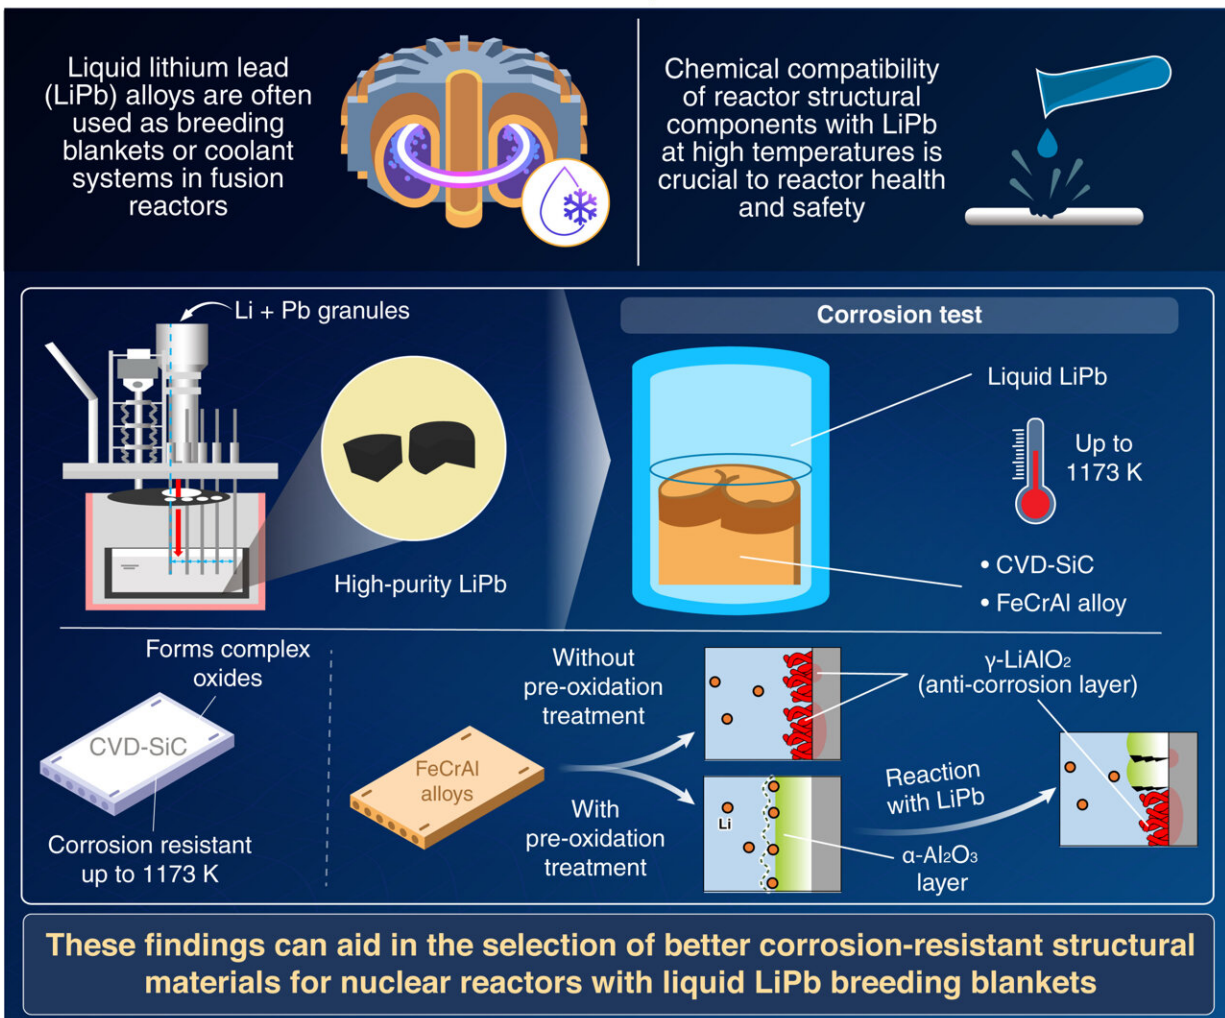 Liquid lithium lead
(LiPb) alloys are often
used as breeding
blankets or coolant
systems in fusion
reactors
Chemical compatibility
of reactor structural
components with LiPb
at high temperatures is
crucial to reactor health
and safety
Li + Pb granules
High-purity LiPb
Corrosion test
Liquid LiPb
Up to
1173 K
• CVD-SiC
• FeCrAl alloy
Forms complex
oxides
CVD-SiC
Corrosion resistant
up to 1173 K
FeCrAl
alloys
Without
pre-oxidation
treatment
With
pre-oxidation
treatment
Li
α-Al₂O₃
layer
γ-LiAlO₂
(anti-corrosion layer)
Reaction
with LiPb
These findings can aid in the selection of better corrosion-resistant structural
materials for nuclear reactors with liquid LiPb breeding blankets